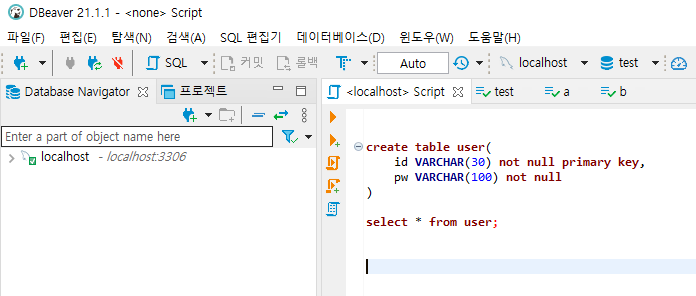 DBeaver 21.1.1 - <none> Script
파일(F) 편집(E) 탐색(N) 검색(A) SQL 편집기 데이터베이스(D) 윈도우(W) 도움말(H)
SQL 커밋 롤백 Auto localhost test
Database Navigator 프로젝트 <localhost> Script test a b
Enter a part of object name here
localhost - localhost:3306
create table user(
id VARCHAR(30) not null primary key,
pw VARCHAR(100) not null
)
select * from user;